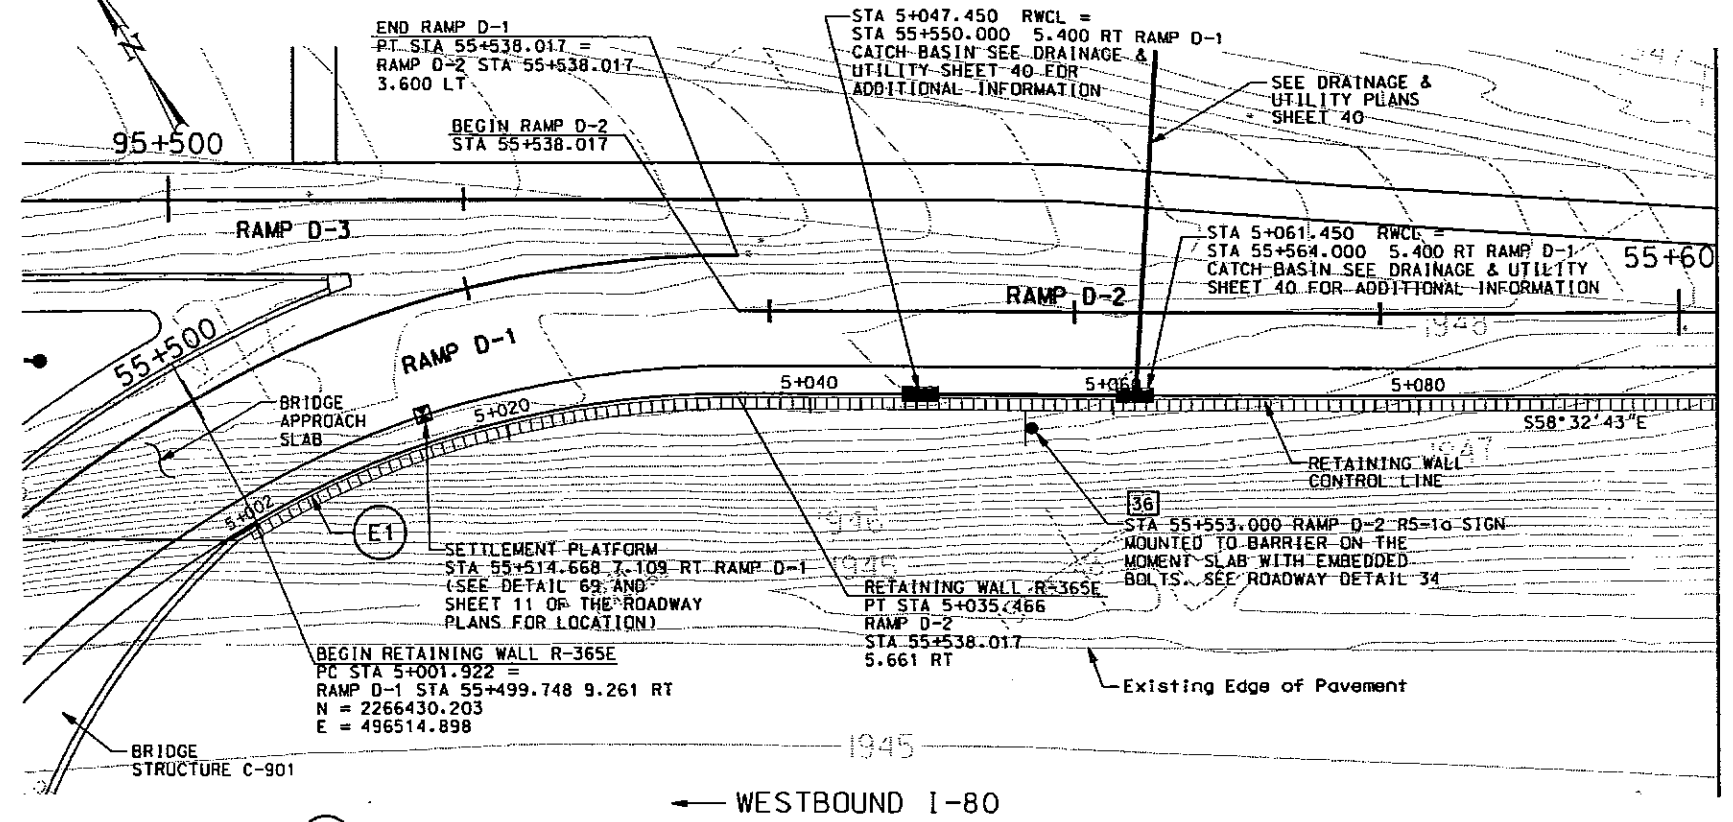 N
END RAMP D-1
PT STA 55+538.017 =
RAMP D-2 STA 55+538.017
3.600 LT
BEGIN RAMP D-2
STA 55+538.017
STA 5+047.450 RWCL =
STA 55+550.000 5.400 RT RAMP D-1
CATCH BASIN SEE DRAINAGE &
UTILITY SHEET 40 FOR
ADDITIONAL INFORMATION
SEE DRAINAGE &
UTILITY PLANS
SHEET 40
1947
95+500
RAMP D-3
STA 5+061.450 RWCL =
STA 55+564.000 5.400 RT RAMP D-1
CATCH BASIN SEE DRAINAGE & UTILITY
SHEET 40 FOR ADDITIONAL INFORMATION
55+60
RAMP D-2
1948
55+500
RAMP D-1
5+040
5+060
5+080
BRIDGE
APPROACH
SLAB
5+020
S58°32'43"E
1947
RETAINING WALL
CONTROL LINE
5+002
E1
1946
36
STA 55+553.000 RAMP D-2 R5-1a SIGN
MOUNTED TO BARRIER ON THE
MOMENT SLAB WITH EMBEDDED
BOLTS. SEE ROADWAY DETAIL 34
SETTLEMENT PLATFORM
STA 55+514.668 7.109 RT RAMP D-1
(SEE DETAIL 69 AND
SHEET 11 OF THE ROADWAY
PLANS FOR LOCATION)
1945
RETAINING WALL R-365E
PT STA 5+035.466
RAMP D-2
STA 55+538.017
5.661 RT
BEGIN RETAINING WALL R-365E
PC STA 5+001.922 =
RAMP D-1 STA 55+499.748 9.261 RT
N = 2266430.203
E = 496514.898
Existing Edge of Pavement
BRIDGE
STRUCTURE C-901
1945
WESTBOUND I-80